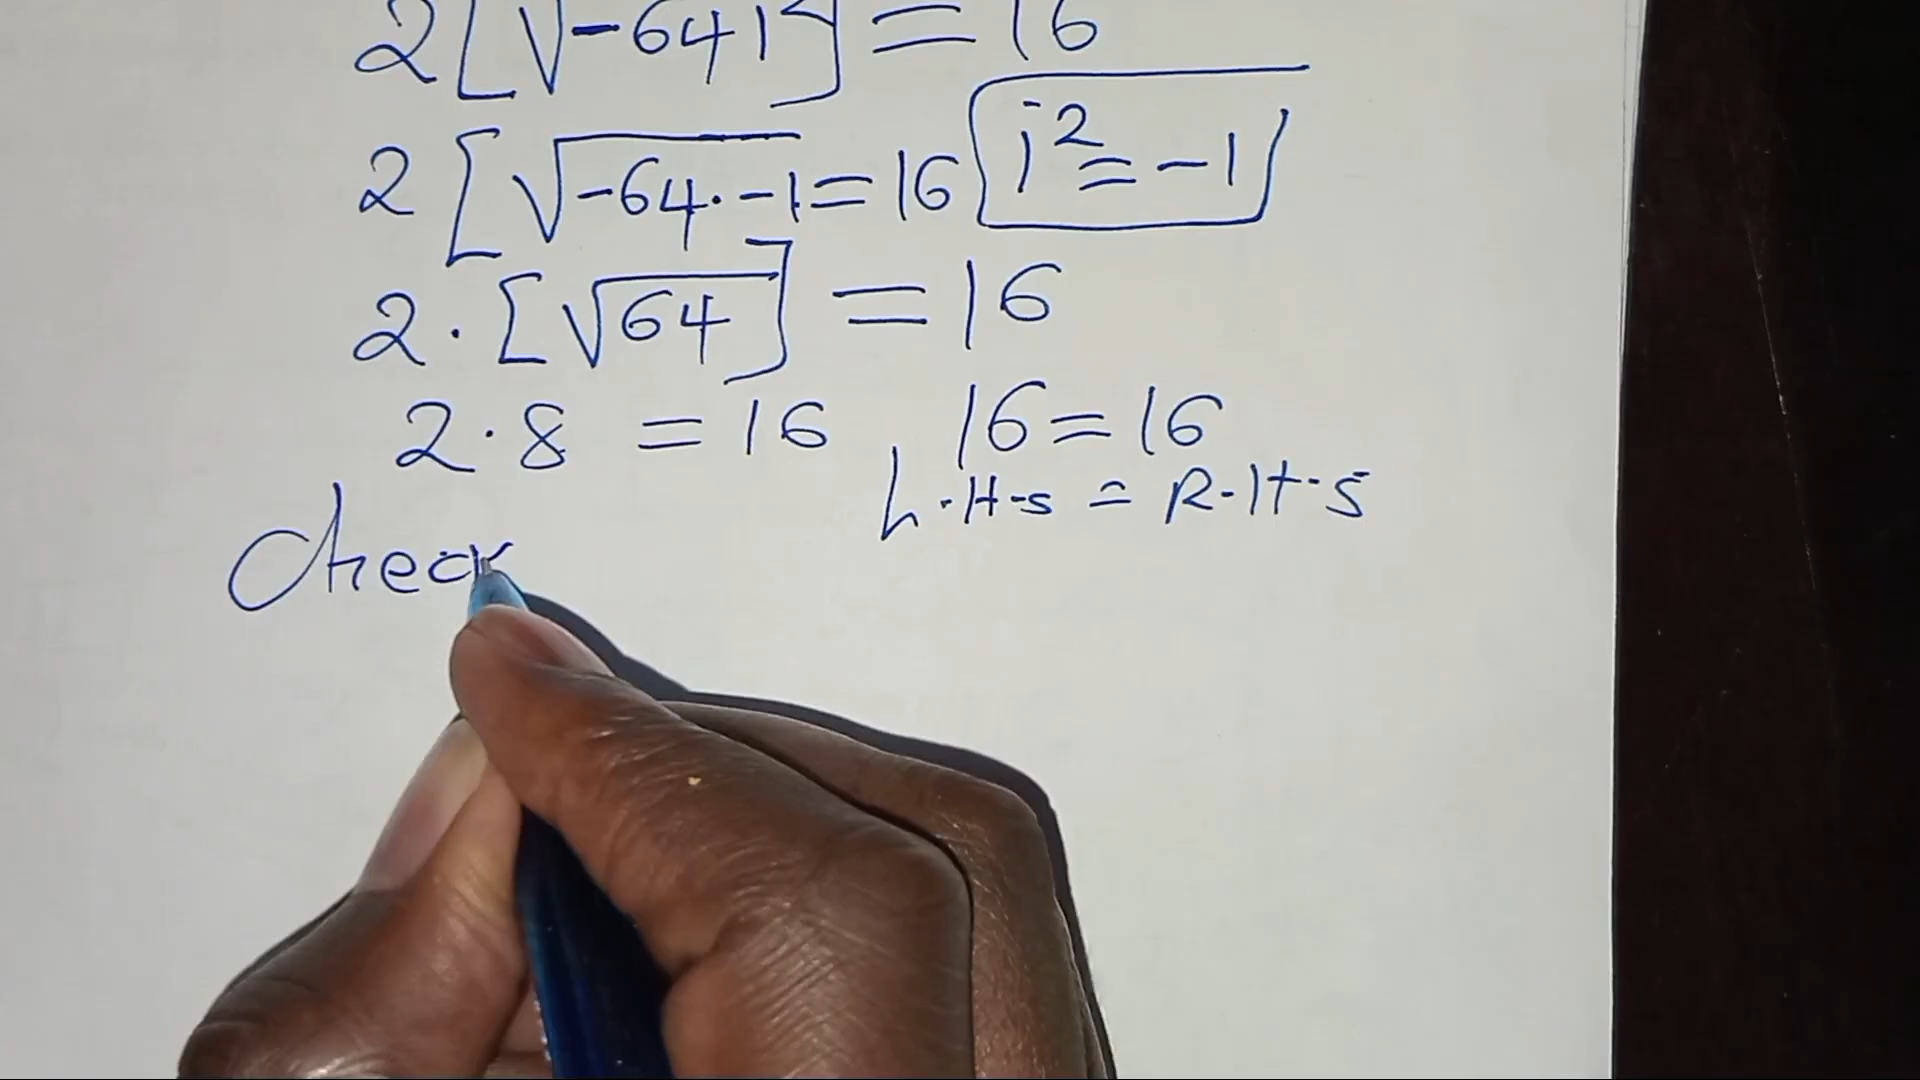 2[√-64i²] = 16
2[√-64·-1 = 16 i² = -1
2·[√64] = 16
2·8 = 16 16 = 16
L·H·S = R·H·S
Check